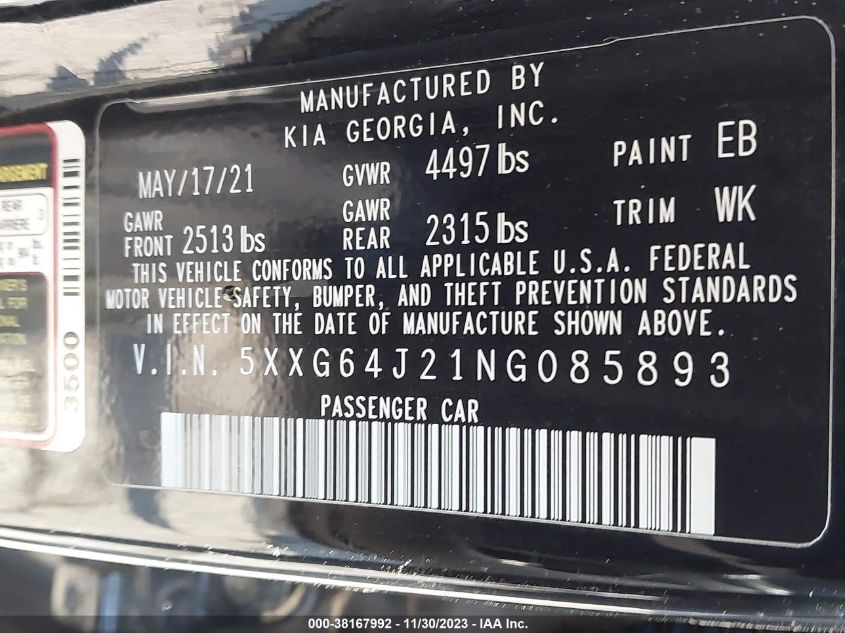 MANUFACTURED BY
KIA GEORGIA, INC.
MAY/17/21 GVWR 4497 lbs PAINT EB
GAWR FRONT 2513 lbs GAWR REAR 2315 lbs TRIM WK
THIS VEHICLE CONFORMS TO ALL APPLICABLE U.S.A. FEDERAL
MOTOR VEHICLE SAFETY, BUMPER, AND THEFT PREVENTION STANDARDS
IN EFFECT ON THE DATE OF MANUFACTURE SHOWN ABOVE.
V.I.N. 5XXG64J21NG085893
PASSENGER CAR
REAR
3500
000-38167992 - 11/30/2023 - IAA Inc.